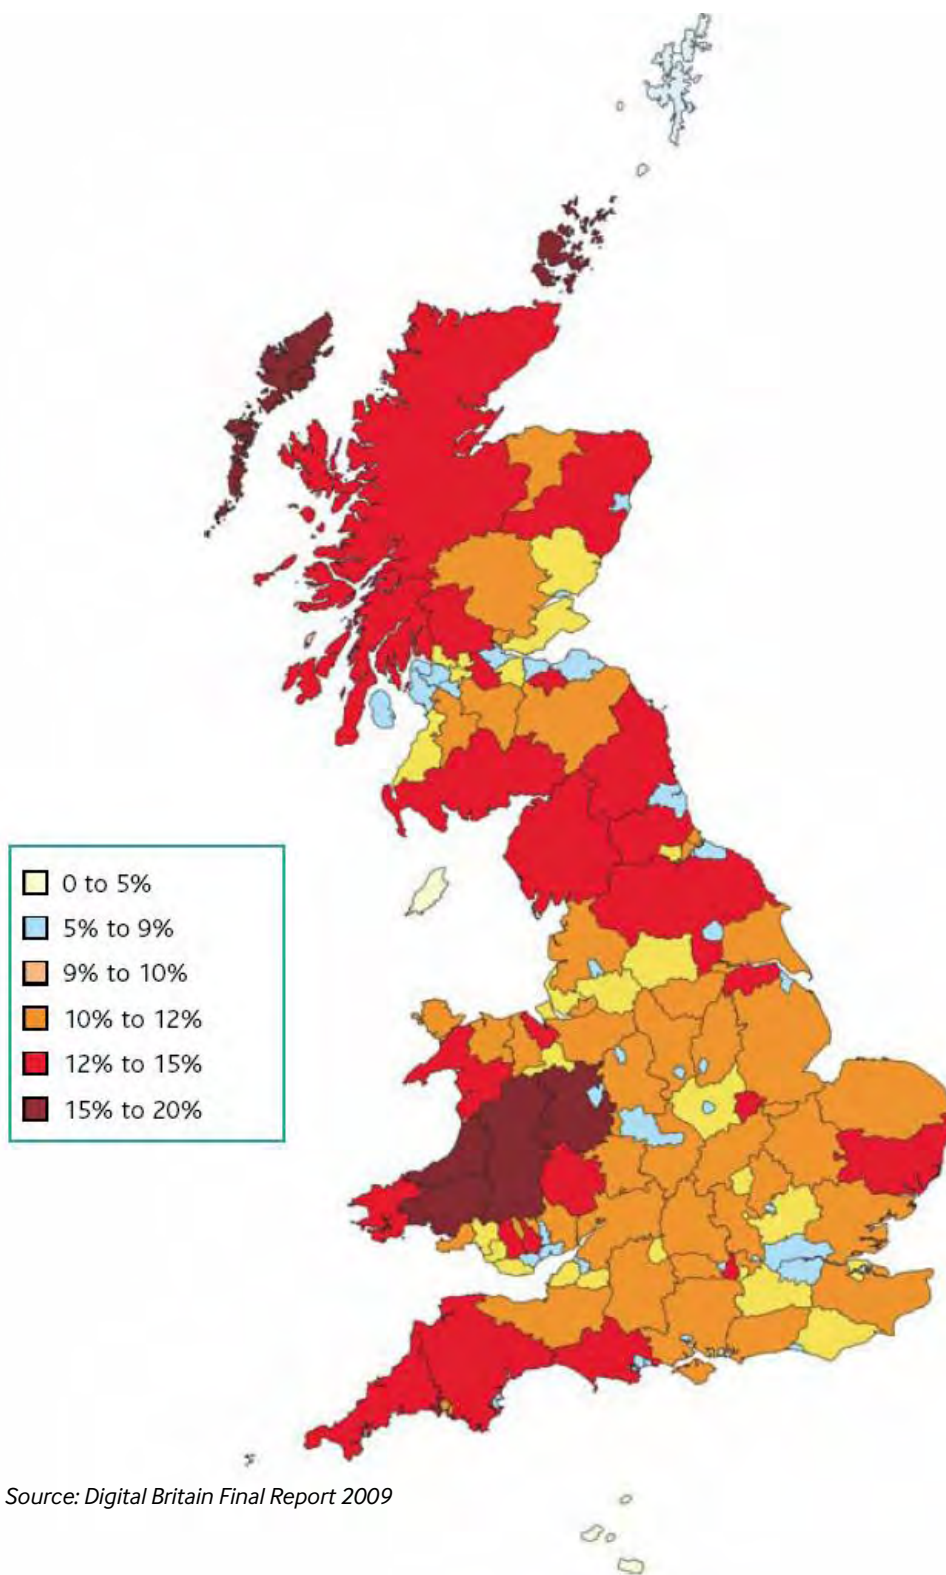 0 to 5%
5% to 9%
9% to 10%
10% to 12%
12% to 15%
15% to 20%
Source: Digital Britain Final Report 2009